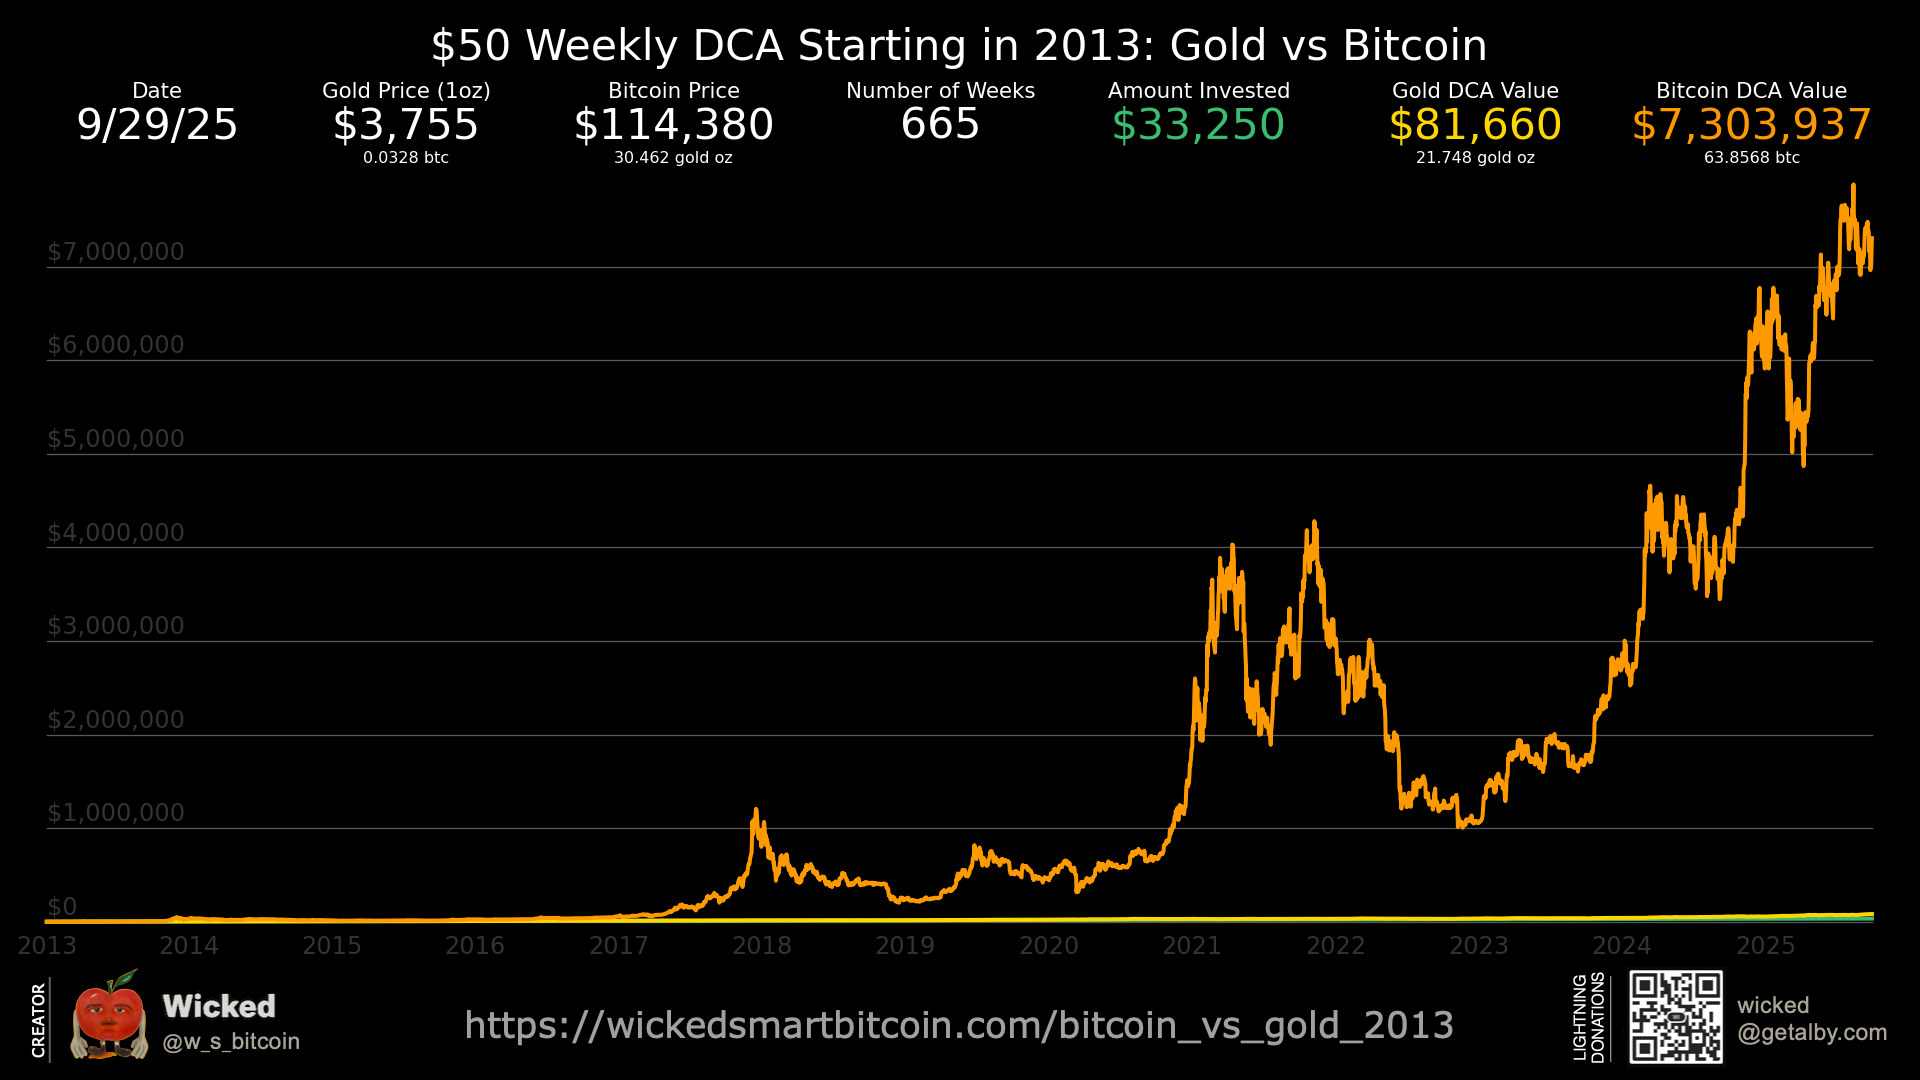 $50 Weekly DCA Starting in 2013: Gold vs Bitcoin
Date
9/29/25
Gold Price (1oz)
$3,755
0.0328 btc
Bitcoin Price
$114,380
30.462 gold oz
Number of Weeks
665
Amount Invested
$33,250
Gold DCA Value
$81,660
21.748 gold oz
Bitcoin DCA Value
$7,303,937
63.8568 btc
$7,000,000
$6,000,000
$5,000,000
$4,000,000
$3,000,000
$2,000,000
$1,000,000
$0
2013 2014 2015 2016 2017 2018 2019 2020 2021 2022 2023 2024 2025
CREATOR
Wicked
@w_s_bitcoin
https://wickedsmartbitcoin.com/bitcoin_vs_gold_2013
LIGHTNING
DONATIONS
wicked
@getalby.com